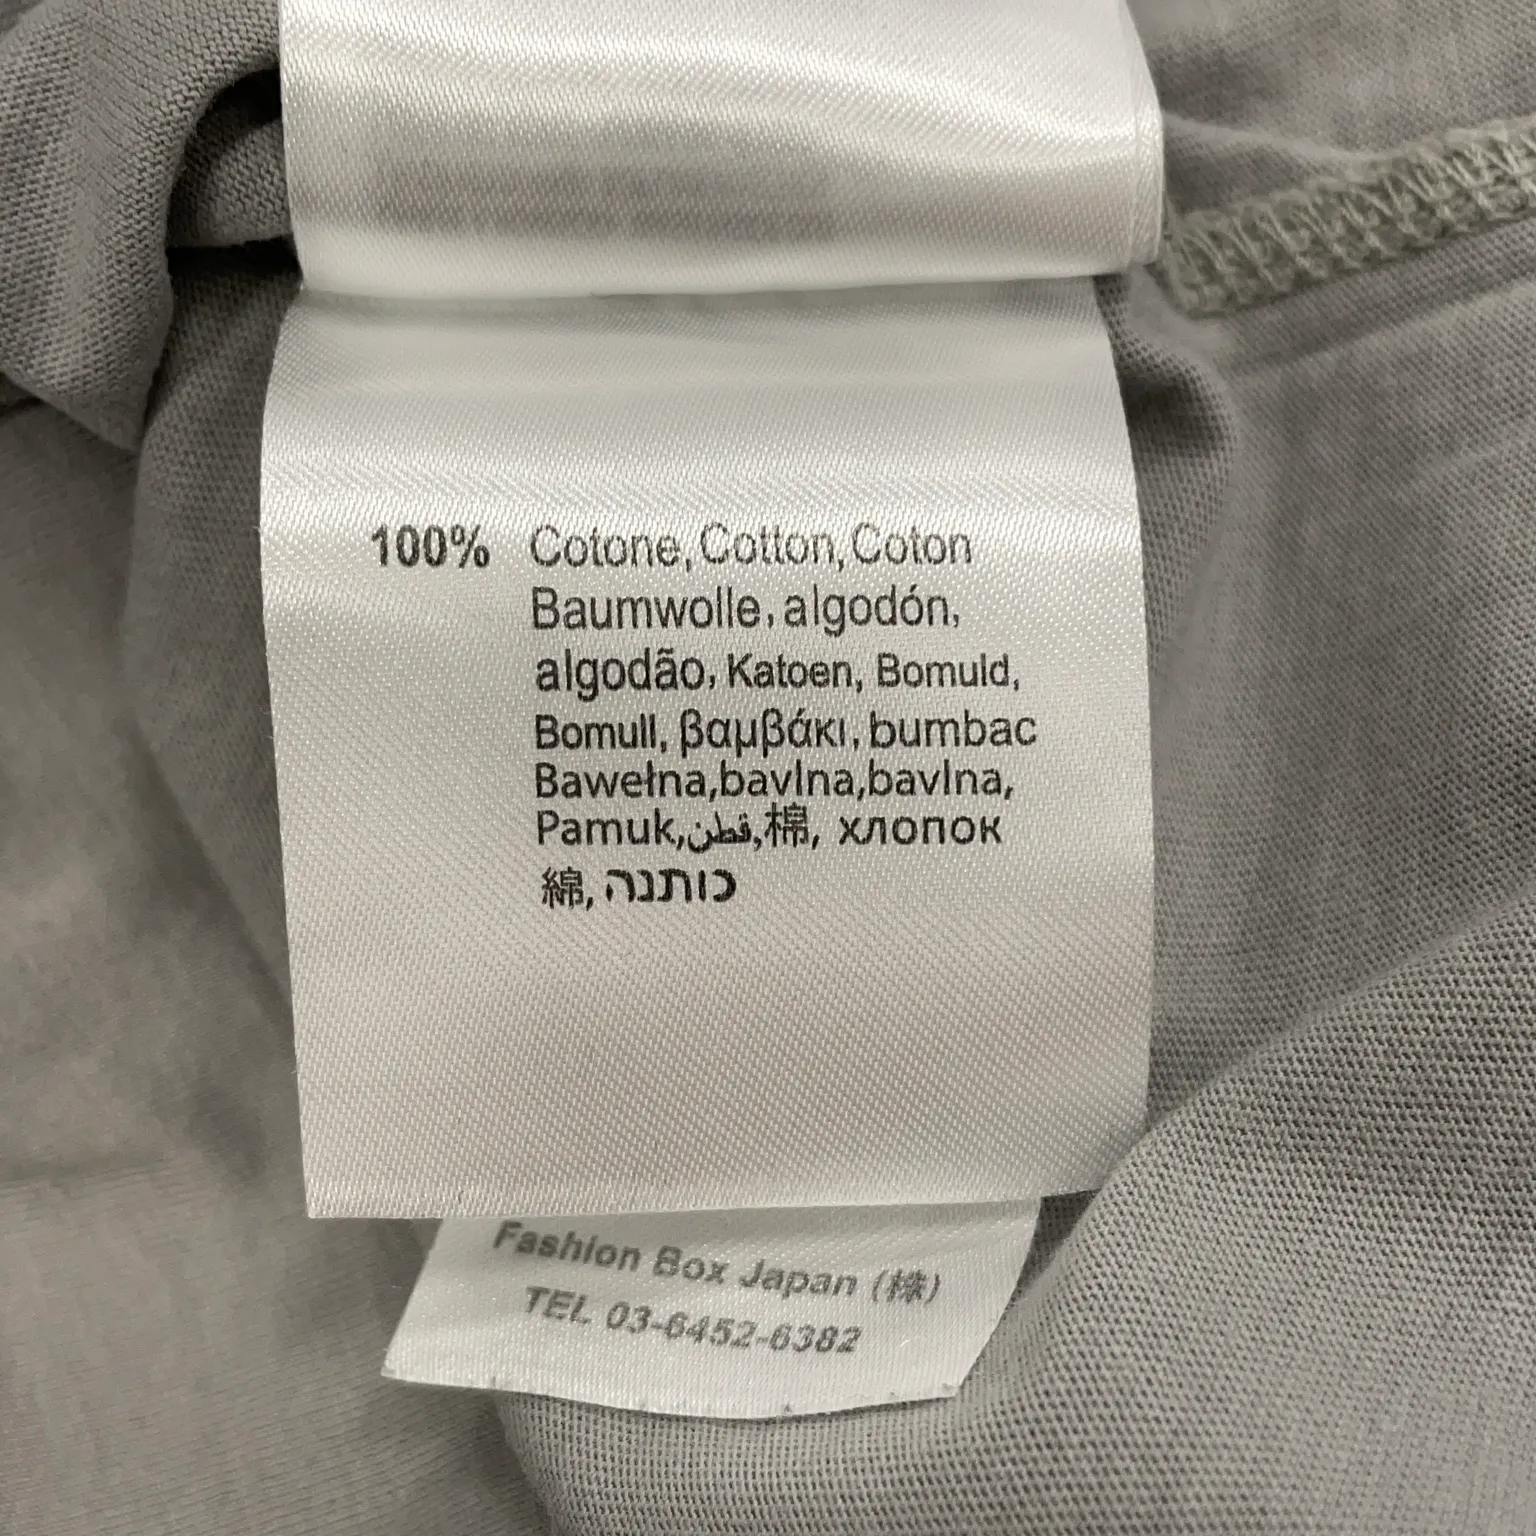 100% Cotone, Cotton, Coton
Baumwolle, algodón,
algodão, Katoen, Bomuld,
Bomull, βαμβάκι, bumbac
Bawełna,bavlna,bavlna,
Pamuk,قطن,棉, хлопок
綿, כותנה
Fashion Box Japan (株)
TEL 03-6452-6382